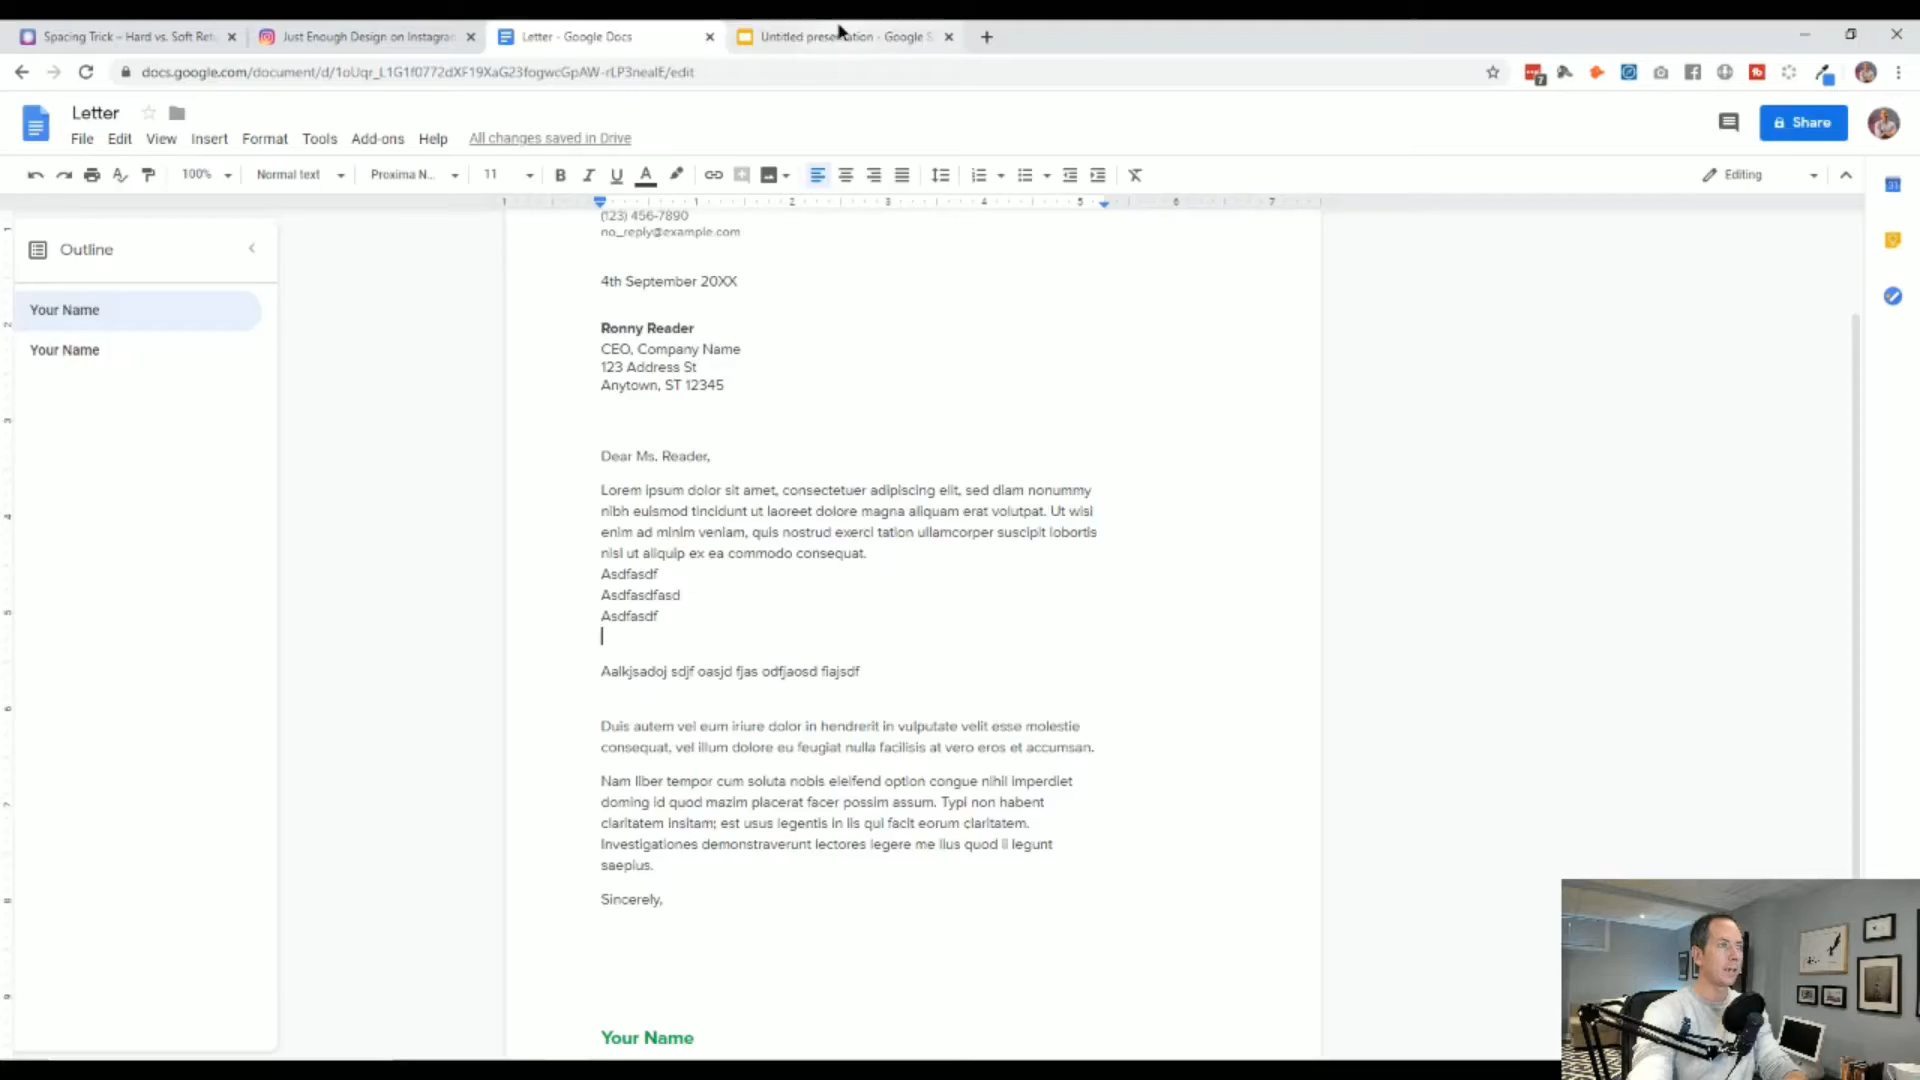 Spacing Trick – Hard vs. Soft Ret
Just Enough Design on Instagram
Letter - Google Docs
Untitled presentation - Google S
docs.google.com/document/d/1oUqr_L1G1f0772dXF19XaG23fogwcGpAW-rLP3nealE/edit
Letter
File Edit View Insert Format Tools Add-ons Help All changes saved in Drive
Share
100% Normal text Proxima N... 11
B I U A
Editing
1 1 2 3 4 5 6 7
(123) 456-7890
no_reply@example.com
Outline
Your Name
Your Name
4th September 20XX
Ronny Reader
CEO, Company Name
123 Address St
Anytown, ST 12345
Dear Ms. Reader,
Lorem ipsum dolor sit amet, consectetuer adipiscing elit, sed diam nonummy
nibh euismod tincidunt ut laoreet dolore magna aliquam erat volutpat. Ut wisi
enim ad minim veniam, quis nostrud exerci tation ullamcorper suscipit lobortis
nisl ut aliquip ex ea commodo consequat.
Asdfasdf
Asdfasdfasd
Asdfasdf
Aalkjsadoj sdjf oasjd fjas odfjaosd fiajsdf
Duis autem vel eum iriure dolor in hendrerit in vulputate velit esse molestie
consequat, vel illum dolore eu feugiat nulla facilisis at vero eros et accumsan.
Nam liber tempor cum soluta nobis eleifend option congue nihil imperdiet
doming id quod mazim placerat facer possim assum. Typi non habent
claritatem insitam; est usus legentis in iis qui facit eorum claritatem.
Investigationes demonstraverunt lectores legere me lius quod ii legunt
saepius.
Sincerely,
Your Name